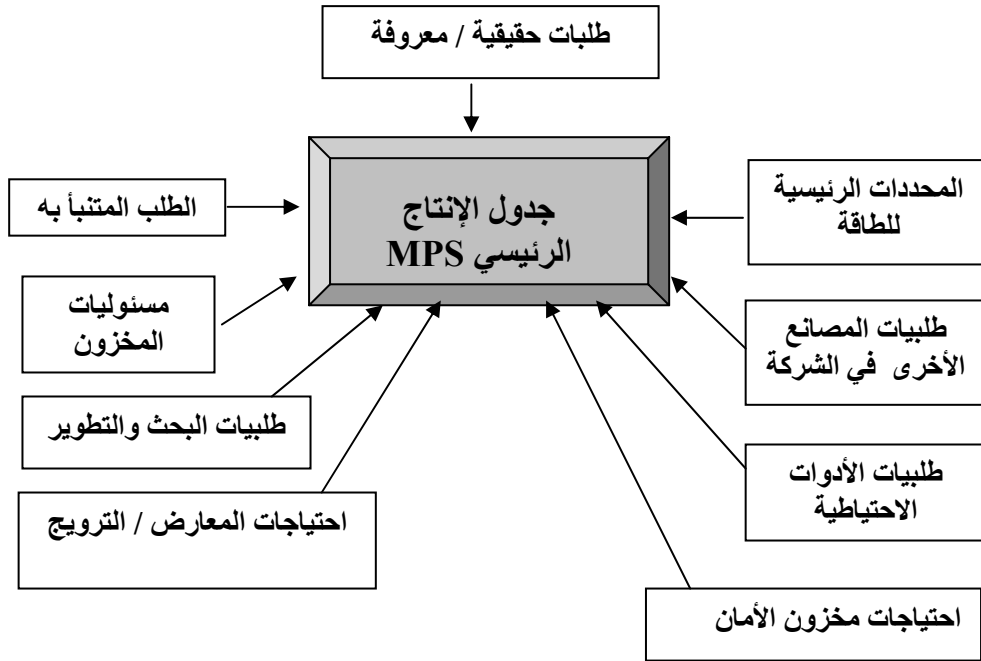 طلبات حقيقية / معروفة
المحددات الرئيسية
للطاقة
جدول الإنتاج
الرئيسي MPS
الطلب المتنبأ به
مسئوليات
المخزون
طلبيات المصانع
الأخرى في الشركة
طلبيات البحث والتطوير
طلبيات الأدوات
الاحتياطية
احتياجات المعارض / الترويج
احتياجات مخزون الأمان